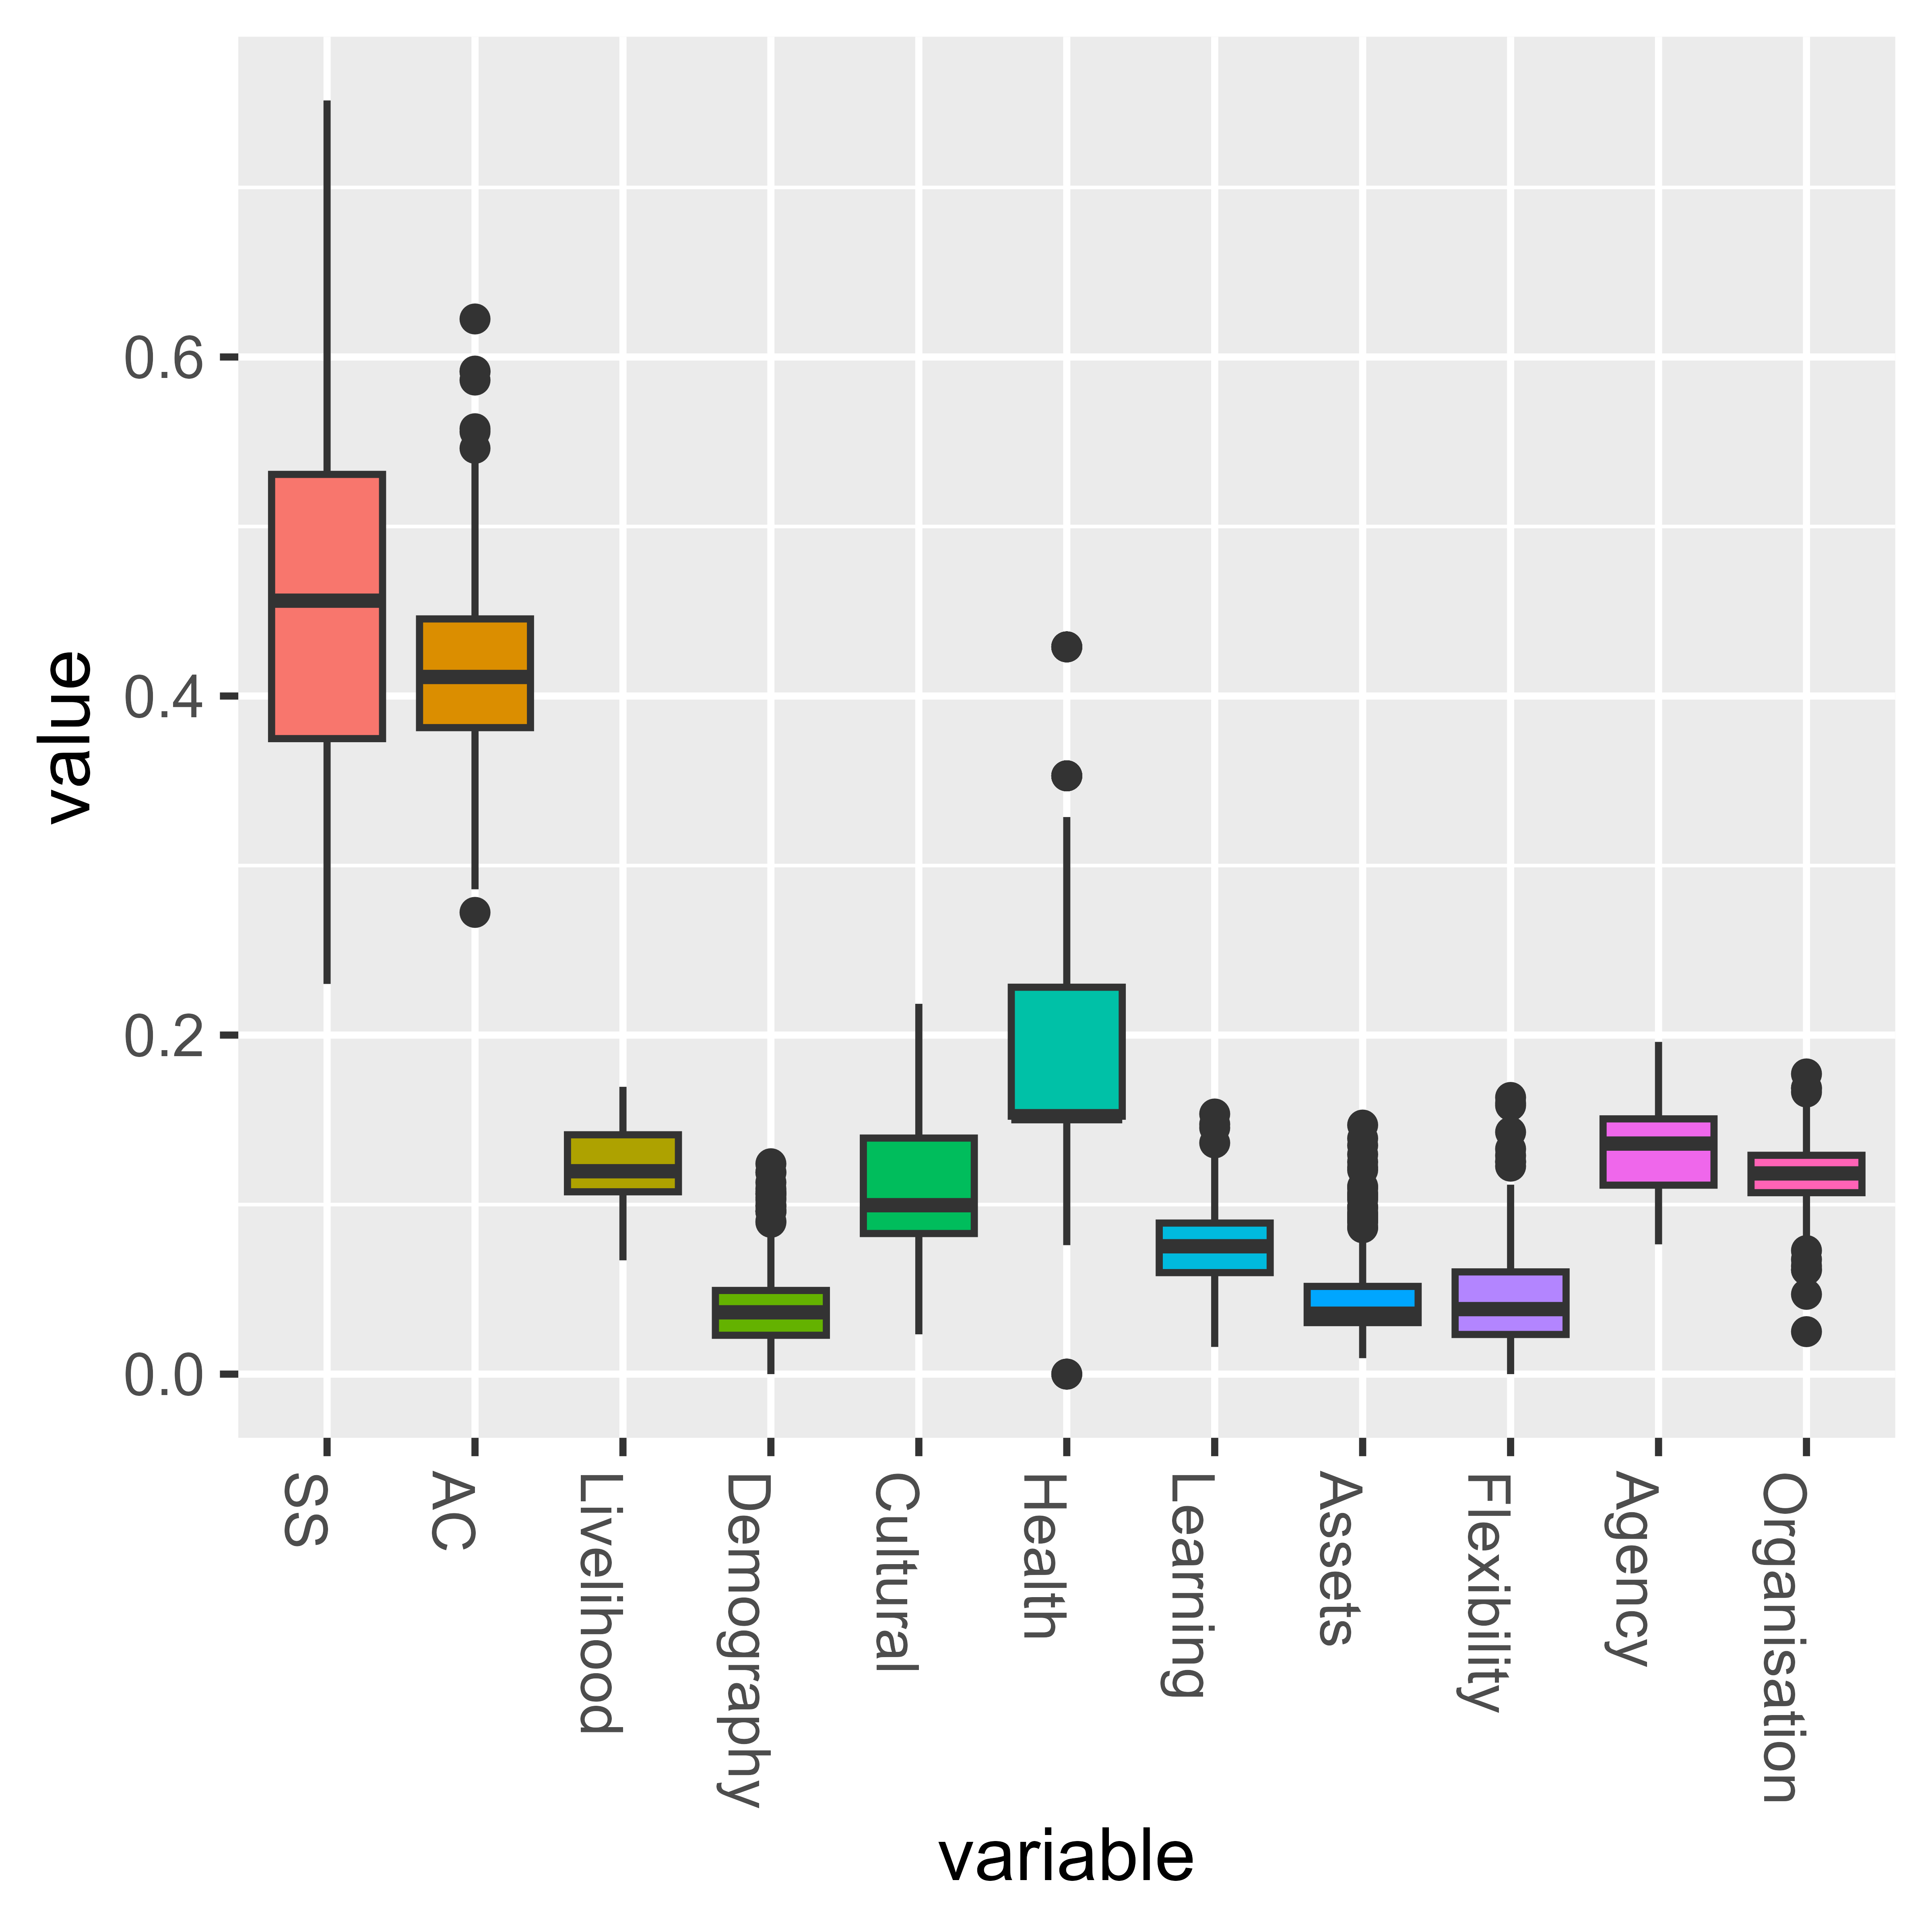 value
0.6
0.4
0.2
0.0
SS
AC
Livelihood
Demography
Cultural
Health
Learning
Assets
Flexibility
Agency
Organisation
variable